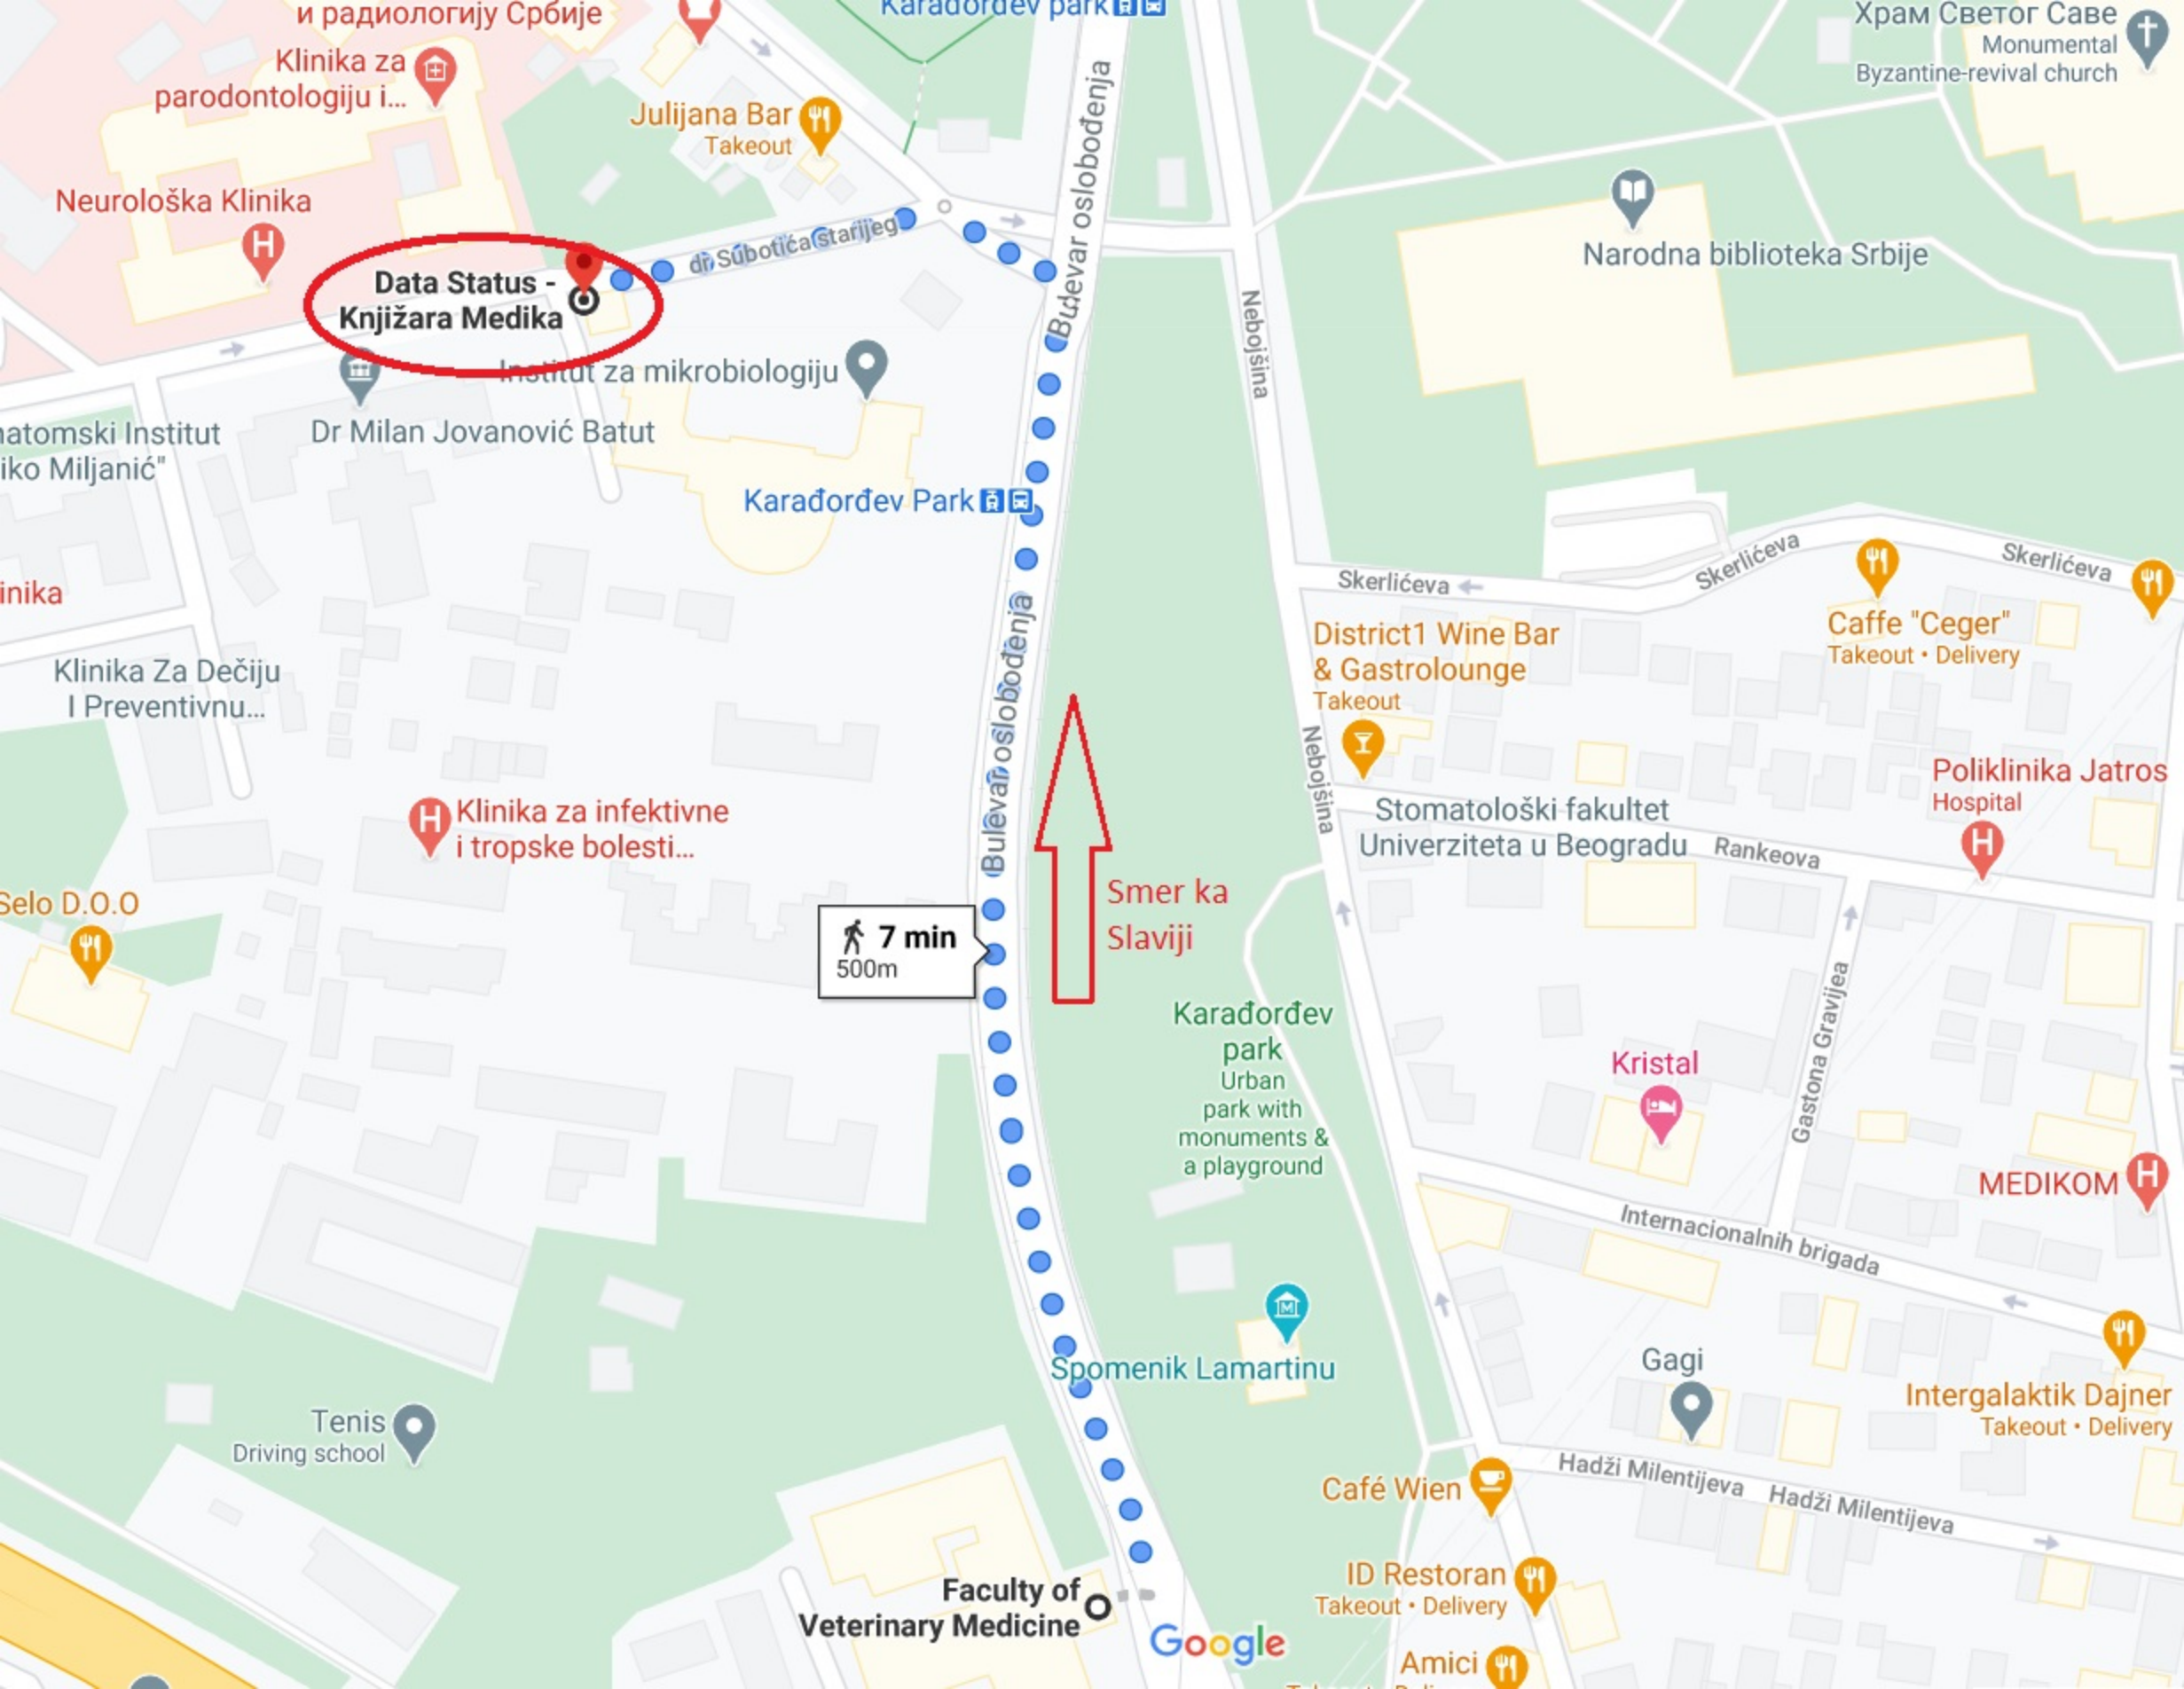 и радиологију Србије
Karađorđev park
Храм Светог Саве
Monumental
Byzantine-revival church
Klinika za
parodontologiju i...
Julijana Bar
Takeout
Bulevar oslobođenja
Neurološka Klinika
dr Subotića starijeg
Narodna biblioteka Srbije
Data Status -
Knjižara Medika
Nebojšina
Institut za mikrobiologiju
Dr Milan Jovanović Batut
natomski Institut
iko Miljanić"
Karađorđev Park
Skerlićeva
Skerlićeva
Skerlićeva
inika
District1 Wine Bar
& Gastrolounge
Takeout
Caffe "Ceger"
Takeout • Delivery
Klinika Za Dečiju
I Preventivnu...
Bulevar oslobođenja
Nebojšina
Poliklinika Jatros
Hospital
Klinika za infektivne
i tropske bolesti...
Stomatološki fakultet
Univerziteta u Beogradu
Rankeova
Selo D.O.O
7 min
500m
Smer ka
Slaviji
Karađorđev
park
Urban
park with
monuments &
a playground
Gastona Gravijea
Kristal
MEDIKOM
Internacionalnih brigada
Spomenik Lamartinu
Gagi
Intergalaktik Dajner
Takeout • Delivery
Tenis
Driving school
Café Wien
Hadži Milentijeva
Hadži Milentijeva
ID Restoran
Takeout • Delivery
Faculty of
Veterinary Medicine
Google
Amici